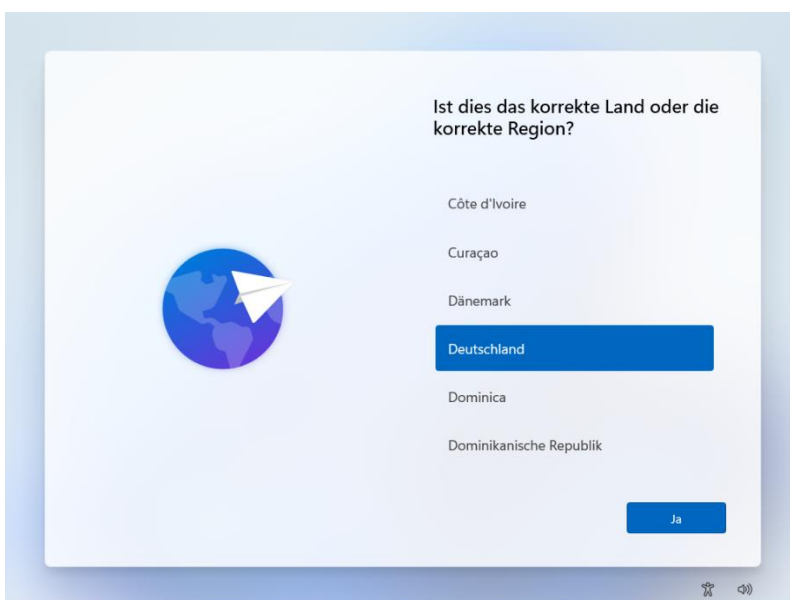 Ist dies das korrekte Land oder die
korrekte Region?
Côte d'Ivoire
Curaçao
Dänemark
Deutschland
Dominica
Dominikanische Republik
Ja